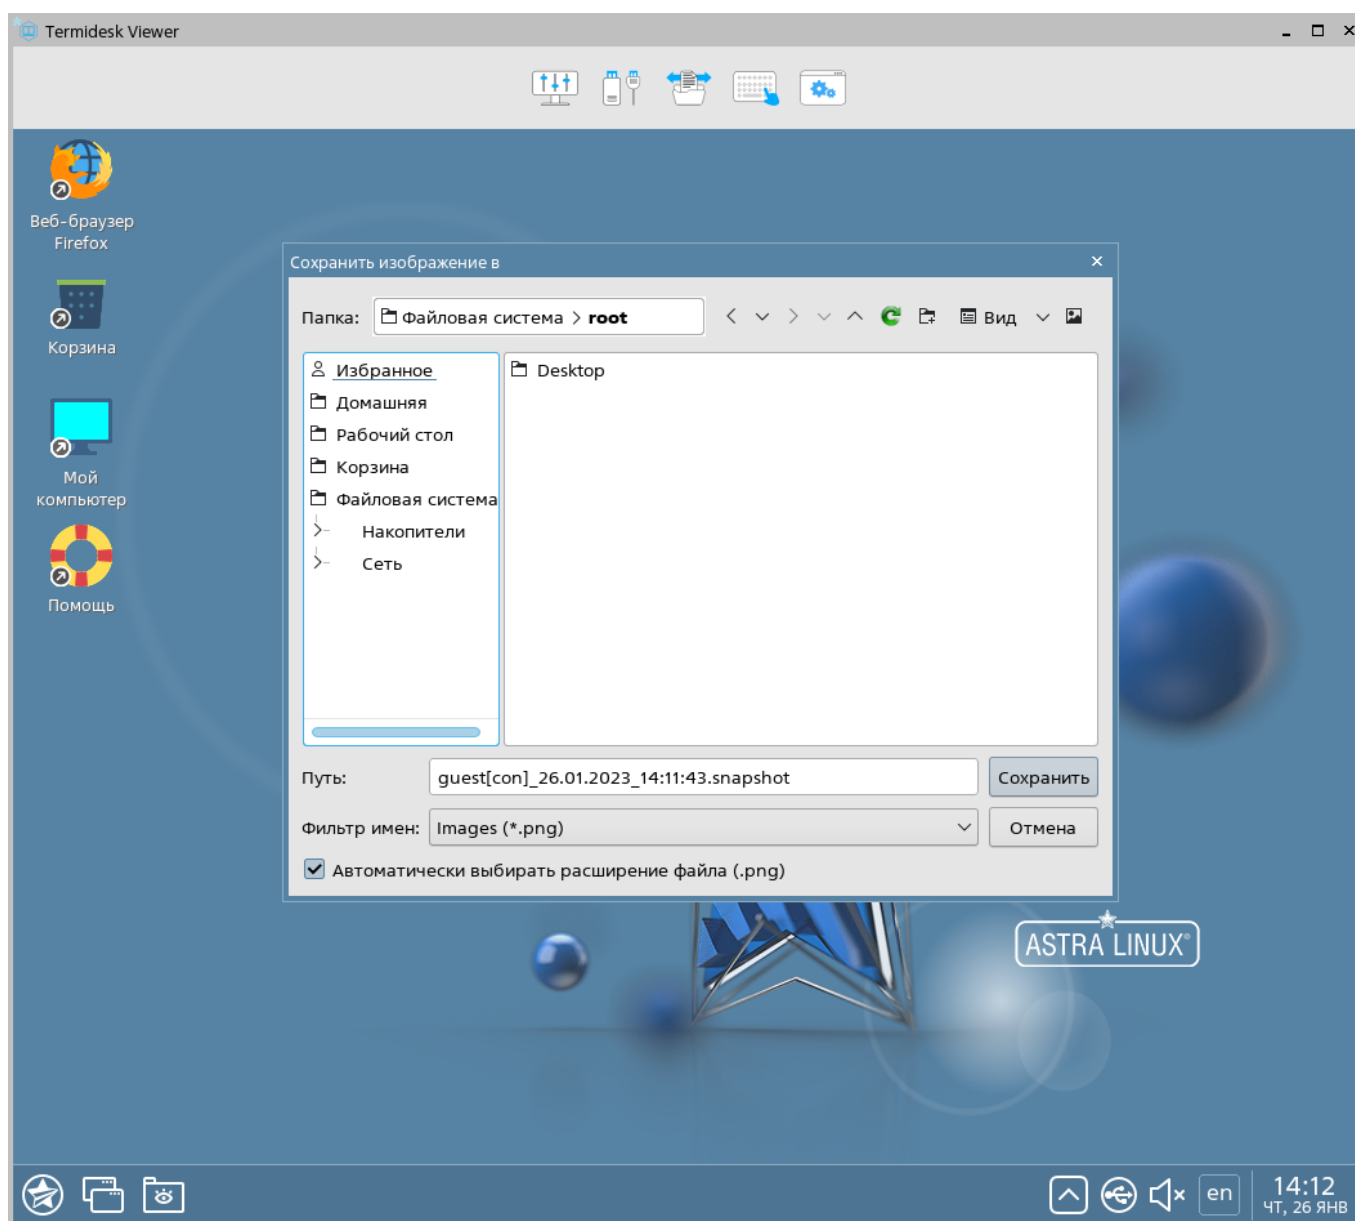 Termidesk Viewer
Веб-браузер
Firefox
Корзина
Мой
компьютер
Помощь
Сохранить изображение в
Папка:
Файловая система > root
Вид
Избранное
Домашняя
Рабочий стол
Корзина
Файловая система
Накопители
Сеть
Desktop
Путь:
guest[con]_26.01.2023_14:11:43.snapshot
Сохранить
Фильтр имен:
Images (*.png)
Отмена
Автоматически выбирать расширение файла (.png)
ASTRA LINUX®
en
14:12
ЧТ, 26 ЯНВ